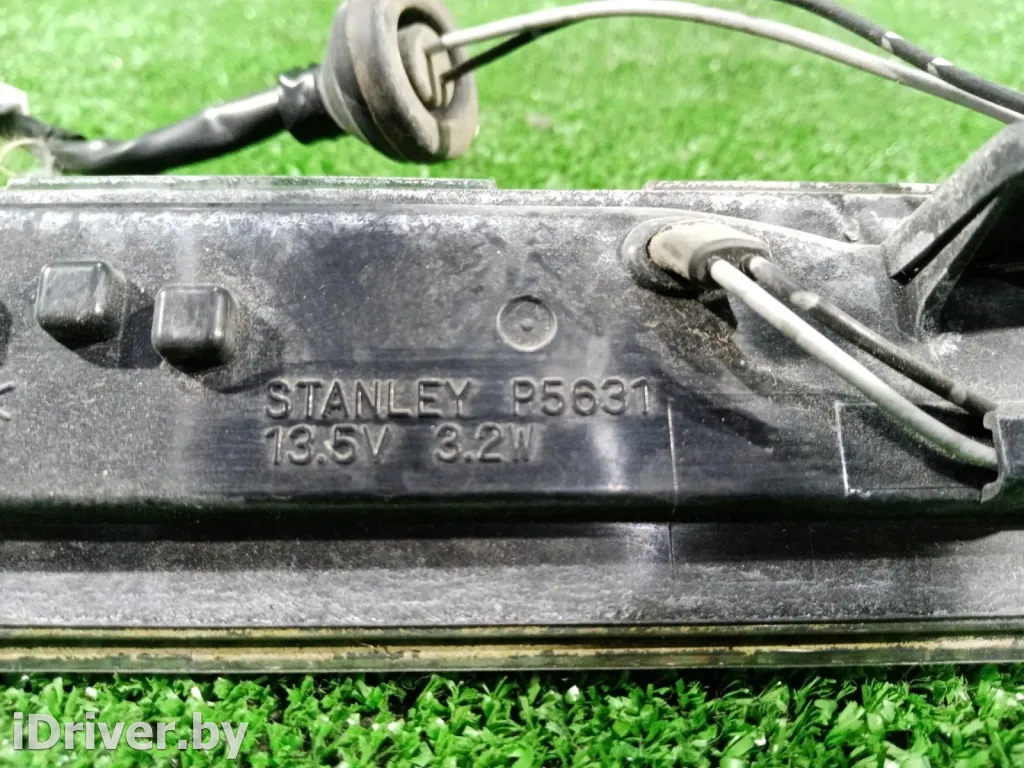 STANLEY P5631
13.5V 3.2W
iDriver.by